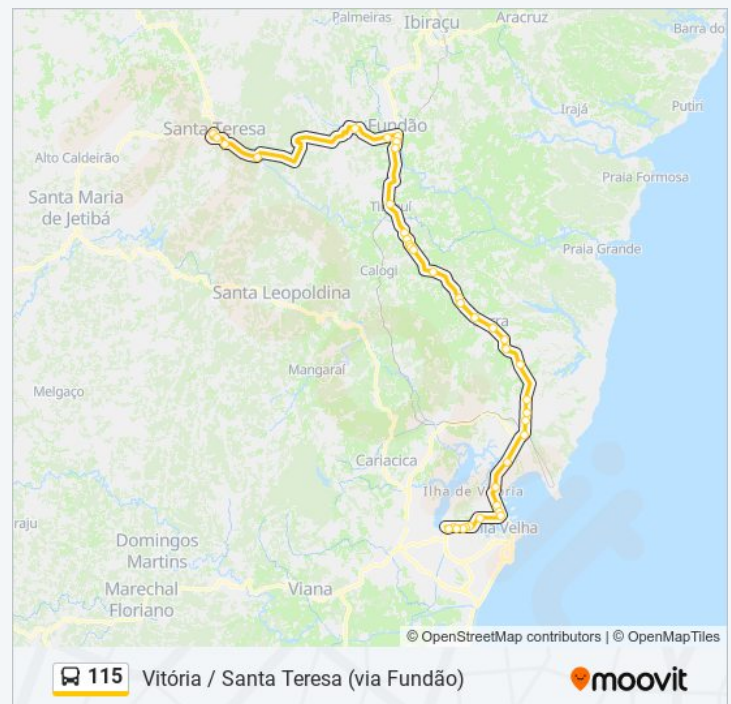 Palmeiras
Ibiraçu
Aracruz
Barra do
Santa Teresa
Fundão
Irajá
Putiri
Alto Caldeirão
Praia Formosa
Santa Maria
de Jetibá
Praia Grande
Calogi
Santa Leopoldina
Mangaraí
Melgaço
Cariacica
Ilha de Vitória
Velha
raju
Domingos
Martins
Marechal
Floriano
Viana
© OpenStreetMap contributors | © OpenMapTiles
115 Vitória / Santa Teresa (via Fundão)
moovit